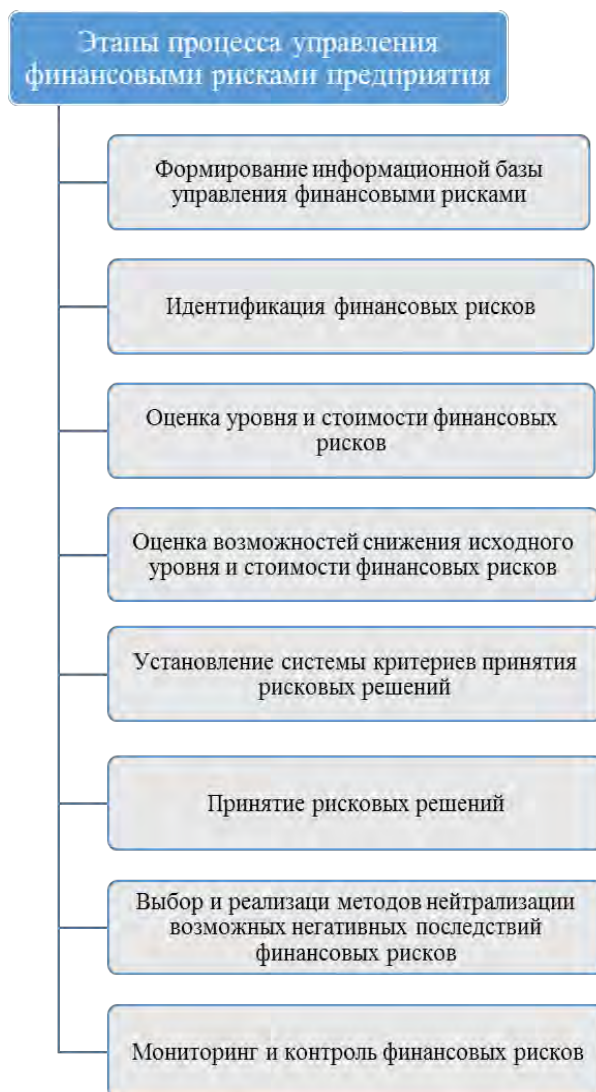 Этапы процесса управления
финансовыми рисками предприятия
Формирование информационной базы
управления финансовыми рисками
Идентификация финансовых рисков
Оценка уровня и стоимости финансовых
рисков
Оценка возможностей снижения исходного
уровня и стоимости финансовых рисков
Установление системы критериев принятия
рисковых решений
Принятие рисковых решений
Выбор и реализаци методов нейтрализации
возможных негативных последствий
финансовых рисков
Мониторинг и контроль финансовых рисков